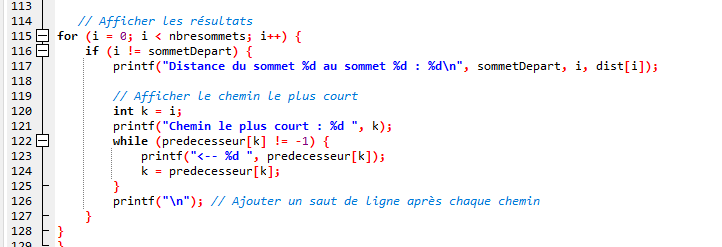 113
114 // Afficher les résultats
115 for (i = 0; i < nbresommets; i++) {
116 if (i != sommetDepart) {
117 printf("Distance du sommet %d au sommet %d : %d\n", sommetDepart, i, dist[i]);
118
119 // Afficher le chemin le plus court
120 int k = i;
121 printf("Chemin le plus court : %d ", k);
122 while (predecesseur[k] != -1) {
123 printf("<-- %d ", predecesseur[k]);
124 k = predecesseur[k];
125 }
126 printf("\n"); // Ajouter un saut de ligne après chaque chemin
127 }
128 }
129 }